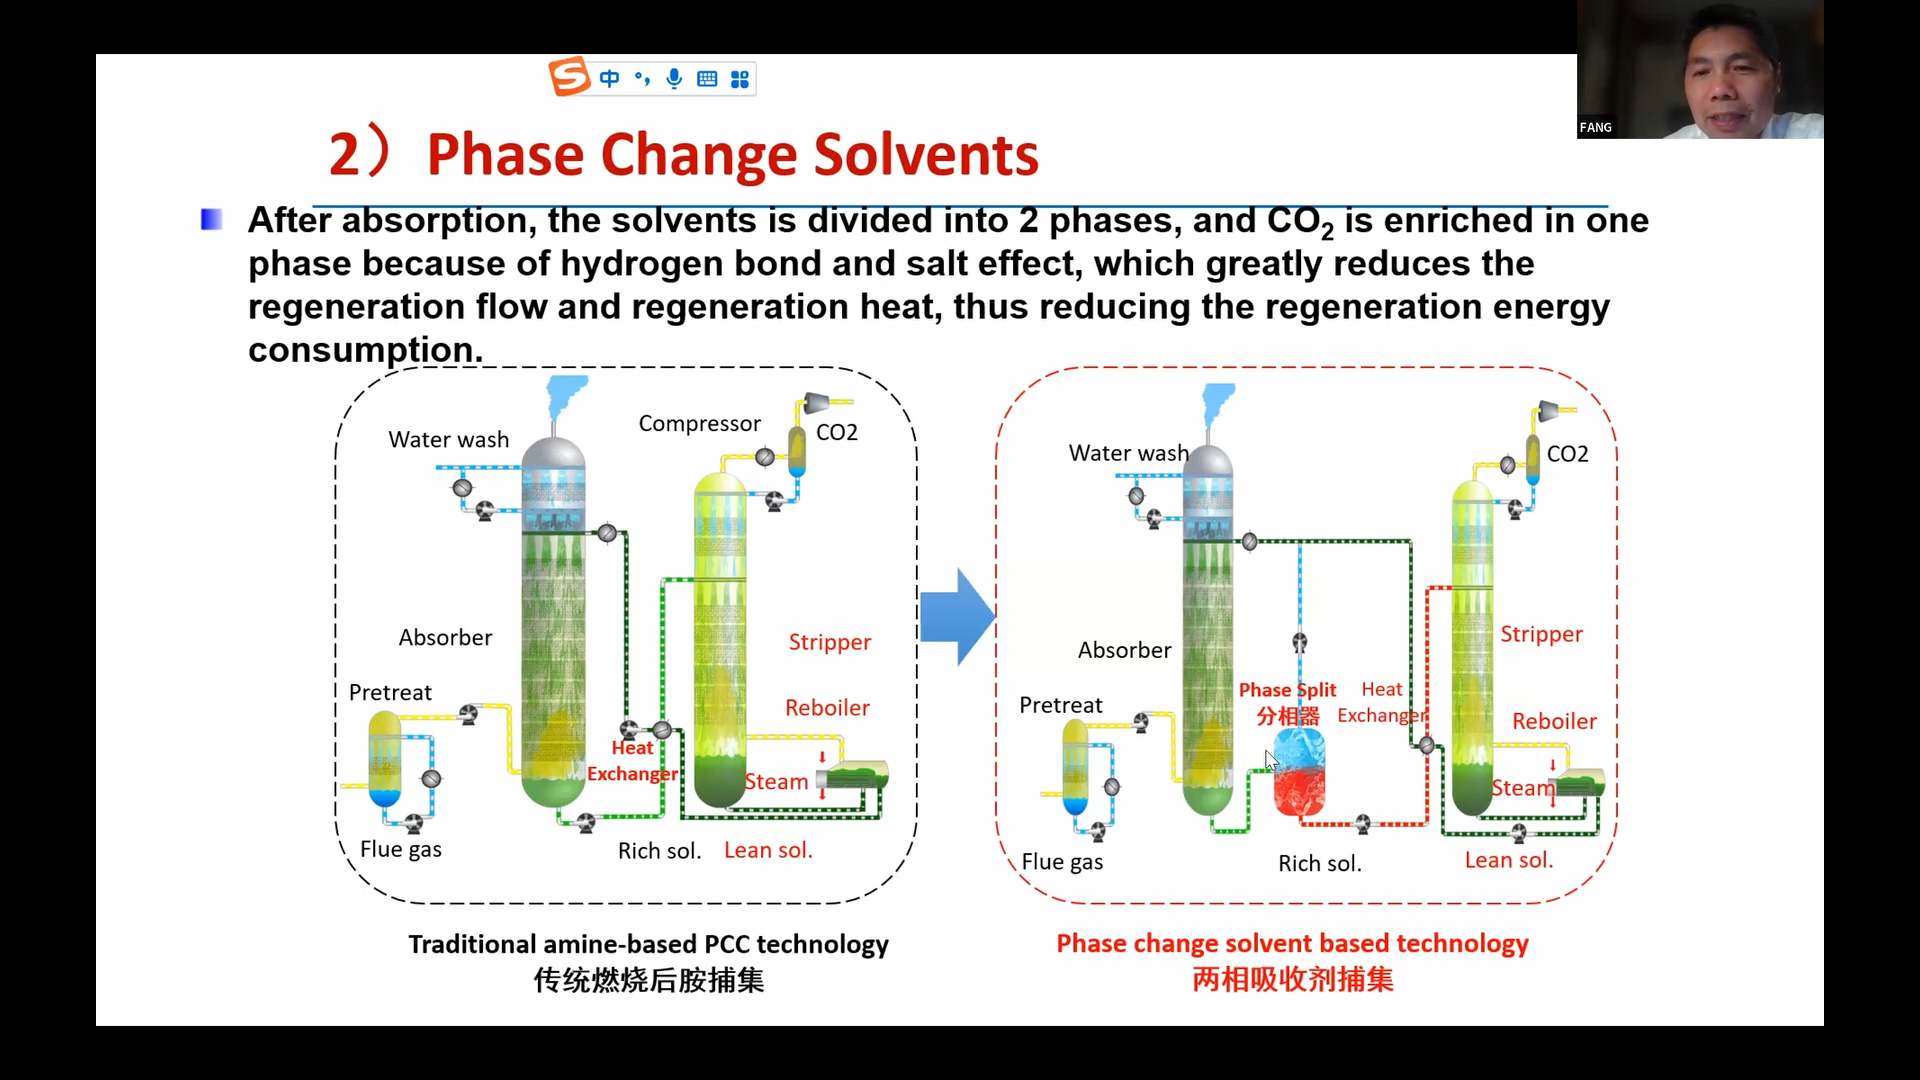 S 中 °,
FANG
2）Phase Change Solvents
After absorption, the solvents is divided into 2 phases, and CO2 is enriched in one
phase because of hydrogen bond and salt effect, which greatly reduces the
regeneration flow and regeneration heat, thus reducing the regeneration energy
consumption.
Water wash
Compressor
CO2
Absorber
Stripper
Pretreat
Reboiler
Heat
Exchanger
Steam
Flue gas
Rich sol.
Lean sol.
Traditional amine-based PCC technology
传统燃烧后胺捕集
Water wash
CO2
Absorber
Stripper
Pretreat
Phase Split
分相器
Heat
Exchanger
Reboiler
Steam
Flue gas
Rich sol.
Lean sol.
Phase change solvent based technology
两相吸收剂捕集